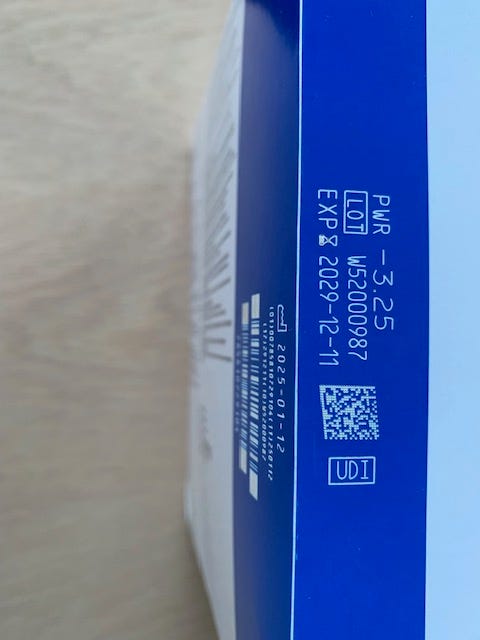 PWR -3.25
LOT W52000987
EXP 2029-12-11
UDI
2025-01-12